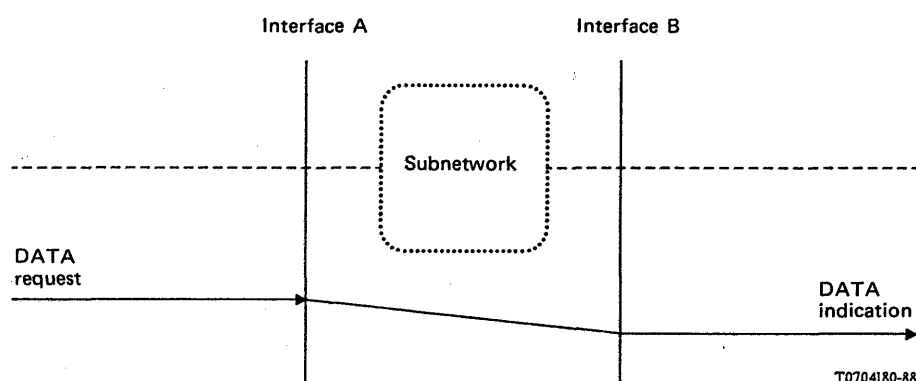 Interface A
Interface B
Subnetwork
DATA
request
DATA
indication
T0704180-88